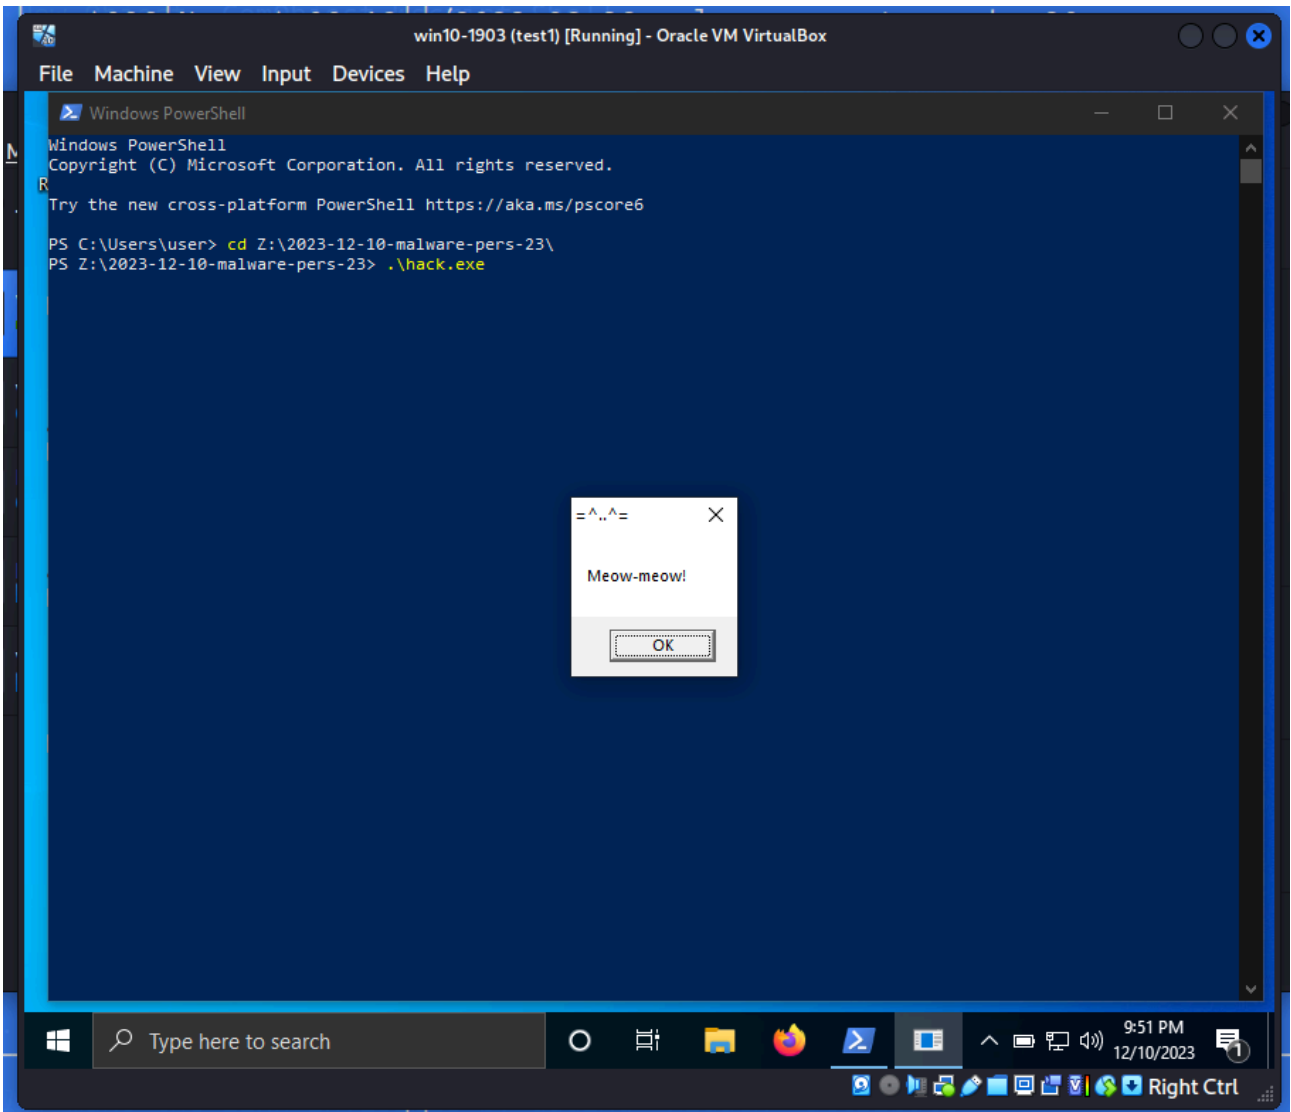 win10-1903 (test1) [Running] - Oracle VM VirtualBox
File Machine View Input Devices Help
Windows PowerShell
Windows PowerShell
Copyright (C) Microsoft Corporation. All rights reserved.
Try the new cross-platform PowerShell https://aka.ms/pscore6
PS C:\Users\user> cd Z:\2023-12-10-malware-pers-23\
PS Z:\2023-12-10-malware-pers-23> .\hack.exe
=^..^=
Meow-meow!
OK
Type here to search
9:51 PM
12/10/2023
1
Right Ctrl